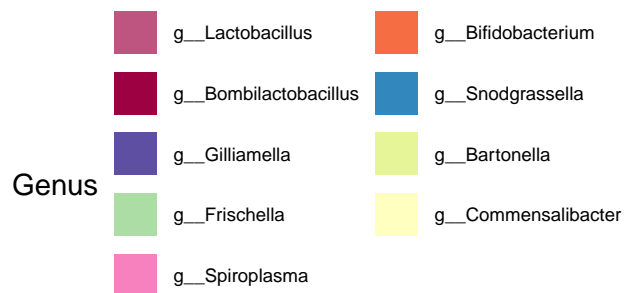 Genus
g__Lactobacillus
g__Bombilactobacillus
g__Gilliamella
g__Frischella
g__Spiroplasma
g__Bifidobacterium
g__Snodgrassella
g__Bartonella
g__Commensalibacter